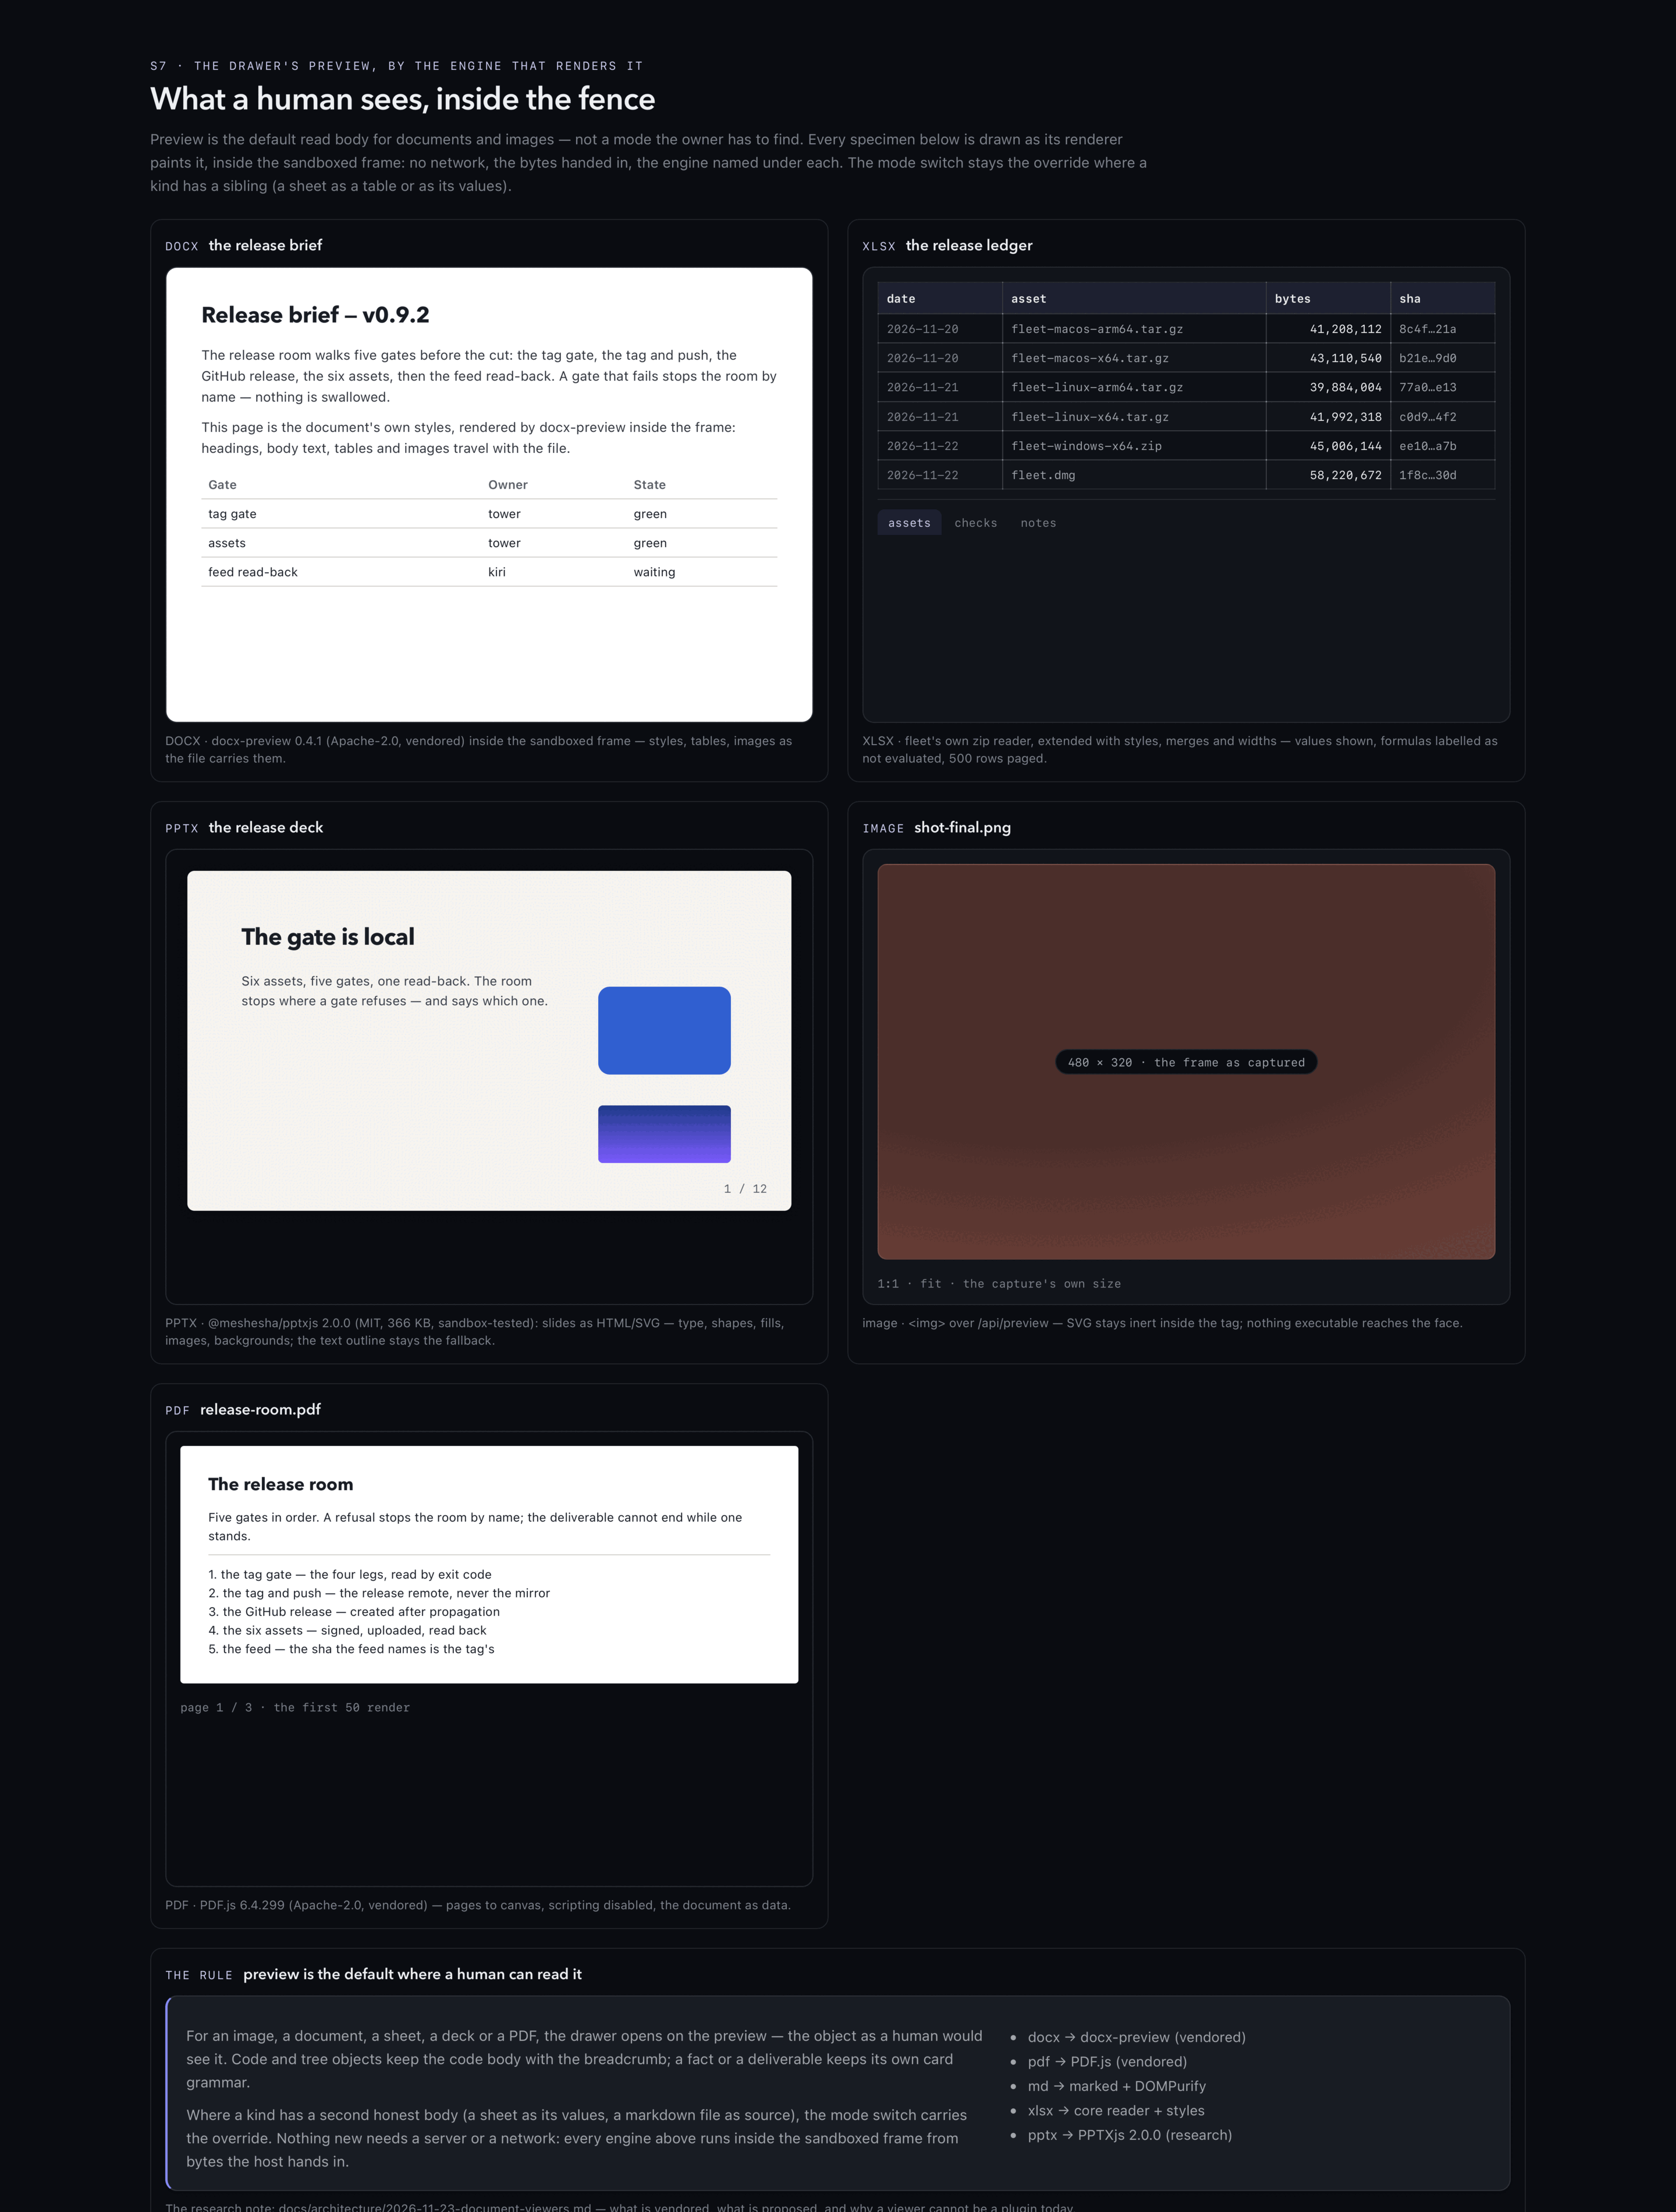 S7 · THE DRAWER'S PREVIEW, BY THE ENGINE THAT RENDERS IT
What a human sees, inside the fence
Preview is the default read body for documents and images — not a mode the owner has to find. Every specimen below is drawn as its renderer
paints it, inside the sandboxed frame: no network, the bytes handed in, the engine named under each. The mode switch stays the override where a
kind has a sibling (a sheet as a table or as its values).
DOCX the release brief
Release brief — v0.9.2
The release room walks five gates before the cut: the tag gate, the tag and push, the
GitHub release, the six assets, then the feed read-back. A gate that fails stops the room by
name — nothing is swallowed.
This page is the document's own styles, rendered by docx-preview inside the frame:
headings, body text, tables and images travel with the file.
Gate Owner State
tag gate tower green
assets tower green
feed read-back kiri waiting
DOCX · docx-preview 0.4.1 (Apache-2.0, vendored) inside the sandboxed frame — styles, tables, images as
the file carries them.
XLSX the release ledger
date asset bytes sha
2026-11-20 fleet-macos-arm64.tar.gz 41,208,112 8c4f…21a
2026-11-20 fleet-macos-x64.tar.gz 43,110,540 b21e…9d0
2026-11-21 fleet-linux-arm64.tar.gz 39,884,004 77a0…e13
2026-11-21 fleet-linux-x64.tar.gz 41,992,318 c0d9…4f2
2026-11-22 fleet-windows-x64.zip 45,006,144 ee10…a7b
2026-11-22 fleet.dmg 58,220,672 1f8c…30d
assets checks notes
XLSX · fleet's own zip reader, extended with styles, merges and widths — values shown, formulas labelled as
not evaluated, 500 rows paged.
PPTX the release deck
The gate is local
Six assets, five gates, one read-back. The room
stops where a gate refuses — and says which one.
1 / 12
PPTX · @meshesha/pptxjs 2.0.0 (MIT, 366 KB, sandbox-tested): slides as HTML/SVG — type, shapes, fills,
images, backgrounds; the text outline stays the fallback.
IMAGE shot-final.png
480 × 320 · the frame as captured
1:1 · fit · the capture's own size
image · <img> over /api/preview — SVG stays inert inside the tag; nothing executable reaches the face.
PDF release-room.pdf
The release room
Five gates in order. A refusal stops the room by name; the deliverable cannot end while one
stands.
1. the tag gate — the four legs, read by exit code
2. the tag and push — the release remote, never the mirror
3. the GitHub release — created after propagation
4. the six assets — signed, uploaded, read back
5. the feed — the sha the feed names is the tag's
page 1 / 3 · the first 50 render
PDF · PDF.js 6.4.299 (Apache-2.0, vendored) — pages to canvas, scripting disabled, the document as data.
THE RULE preview is the default where a human can read it
For an image, a document, a sheet, a deck or a PDF, the drawer opens on the preview — the object as a human would
see it. Code and tree objects keep the code body with the breadcrumb; a fact or a deliverable keeps its own card
grammar.
Where a kind has a second honest body (a sheet as its values, a markdown file as source), the mode switch carries
the override. Nothing new needs a server or a network: every engine above runs inside the sandboxed frame from
bytes the host hands in.
• docx → docx-preview (vendored)
• pdf → PDF.js (vendored)
• md → marked + DOMPurify
• xlsx → core reader + styles
• pptx → PPTXjs 2.0.0 (research)
The research note: docs/architecture/2026-11-23-document-viewers.md — what is vendored, what is proposed, and why a viewer cannot be a plugin today.